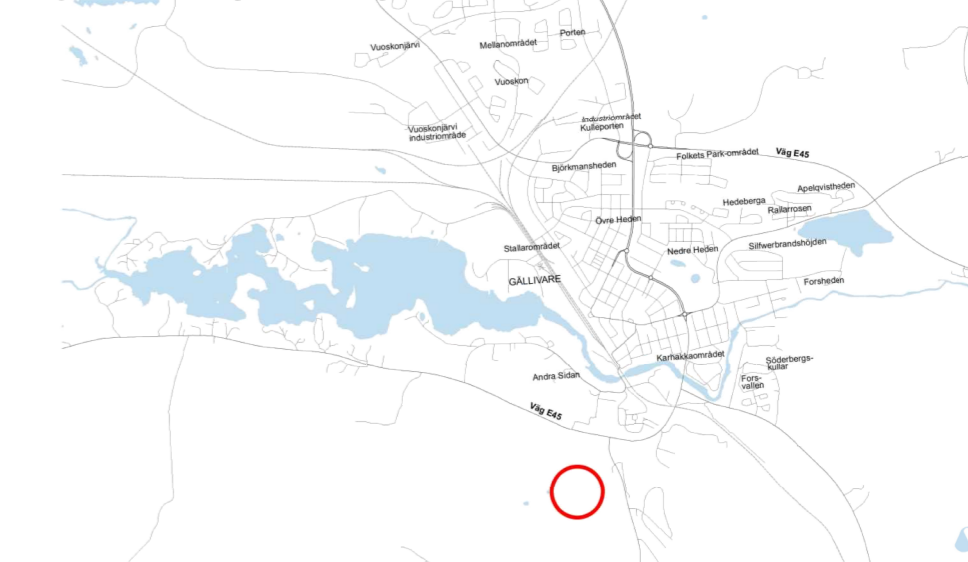 Porten
Vuoskonjärvi
Mellanområdet
Vuoskon
Industriområdet
Kulleporten
Vuoskonjärvi
industriområde
Folkets Park-området
Väg E45
Björkmansheden
Apelqvistheden
Hedeberga
Rallarrosen
Övre Heden
Stallarområdet
Nedre Heden
Silfwerbrandshöjden
GÄLLIVARE
Forsheden
Karhakkaområdet
Söderbergs-
kullar
Andra Sidan
Fors-
vallen
Väg E45